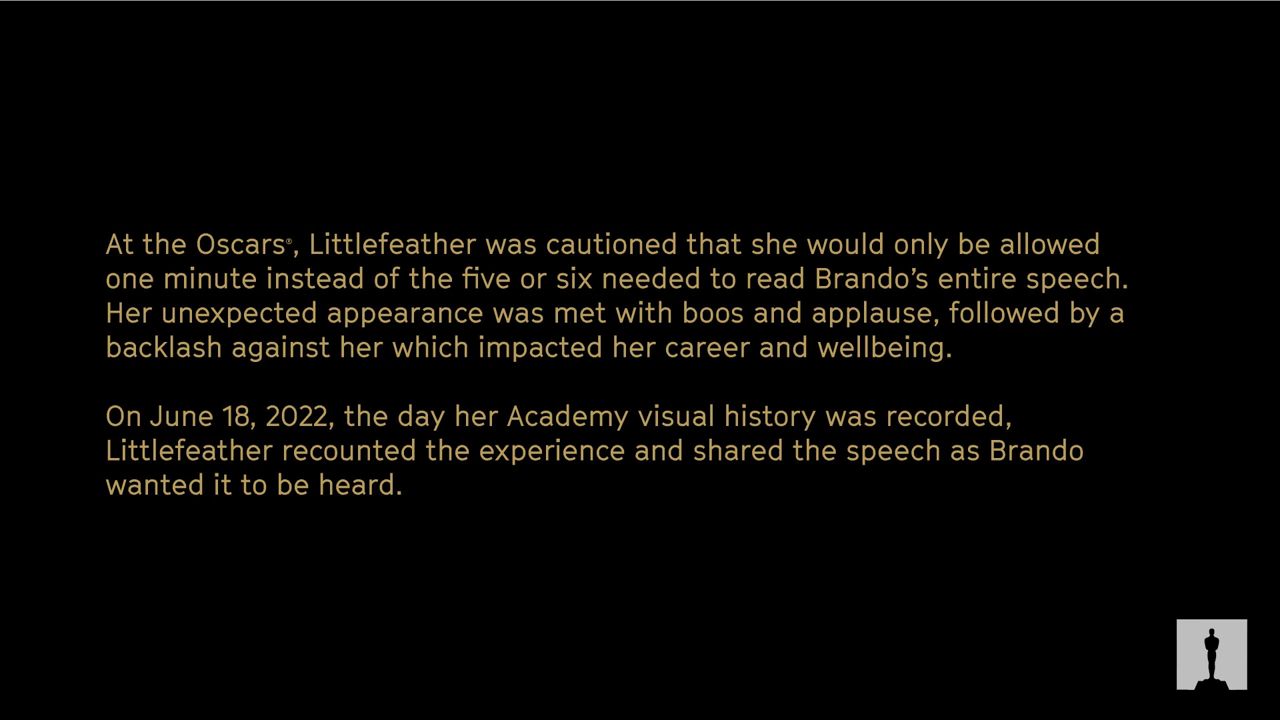 At the Oscars®, Littlefeather was cautioned that she would only be allowed
one minute instead of the five or six needed to read Brando’s entire speech.
Her unexpected appearance was met with boos and applause, followed by a
backlash against her which impacted her career and wellbeing.
On June 18, 2022, the day her Academy visual history was recorded,
Littlefeather recounted the experience and shared the speech as Brando
wanted it to be heard.